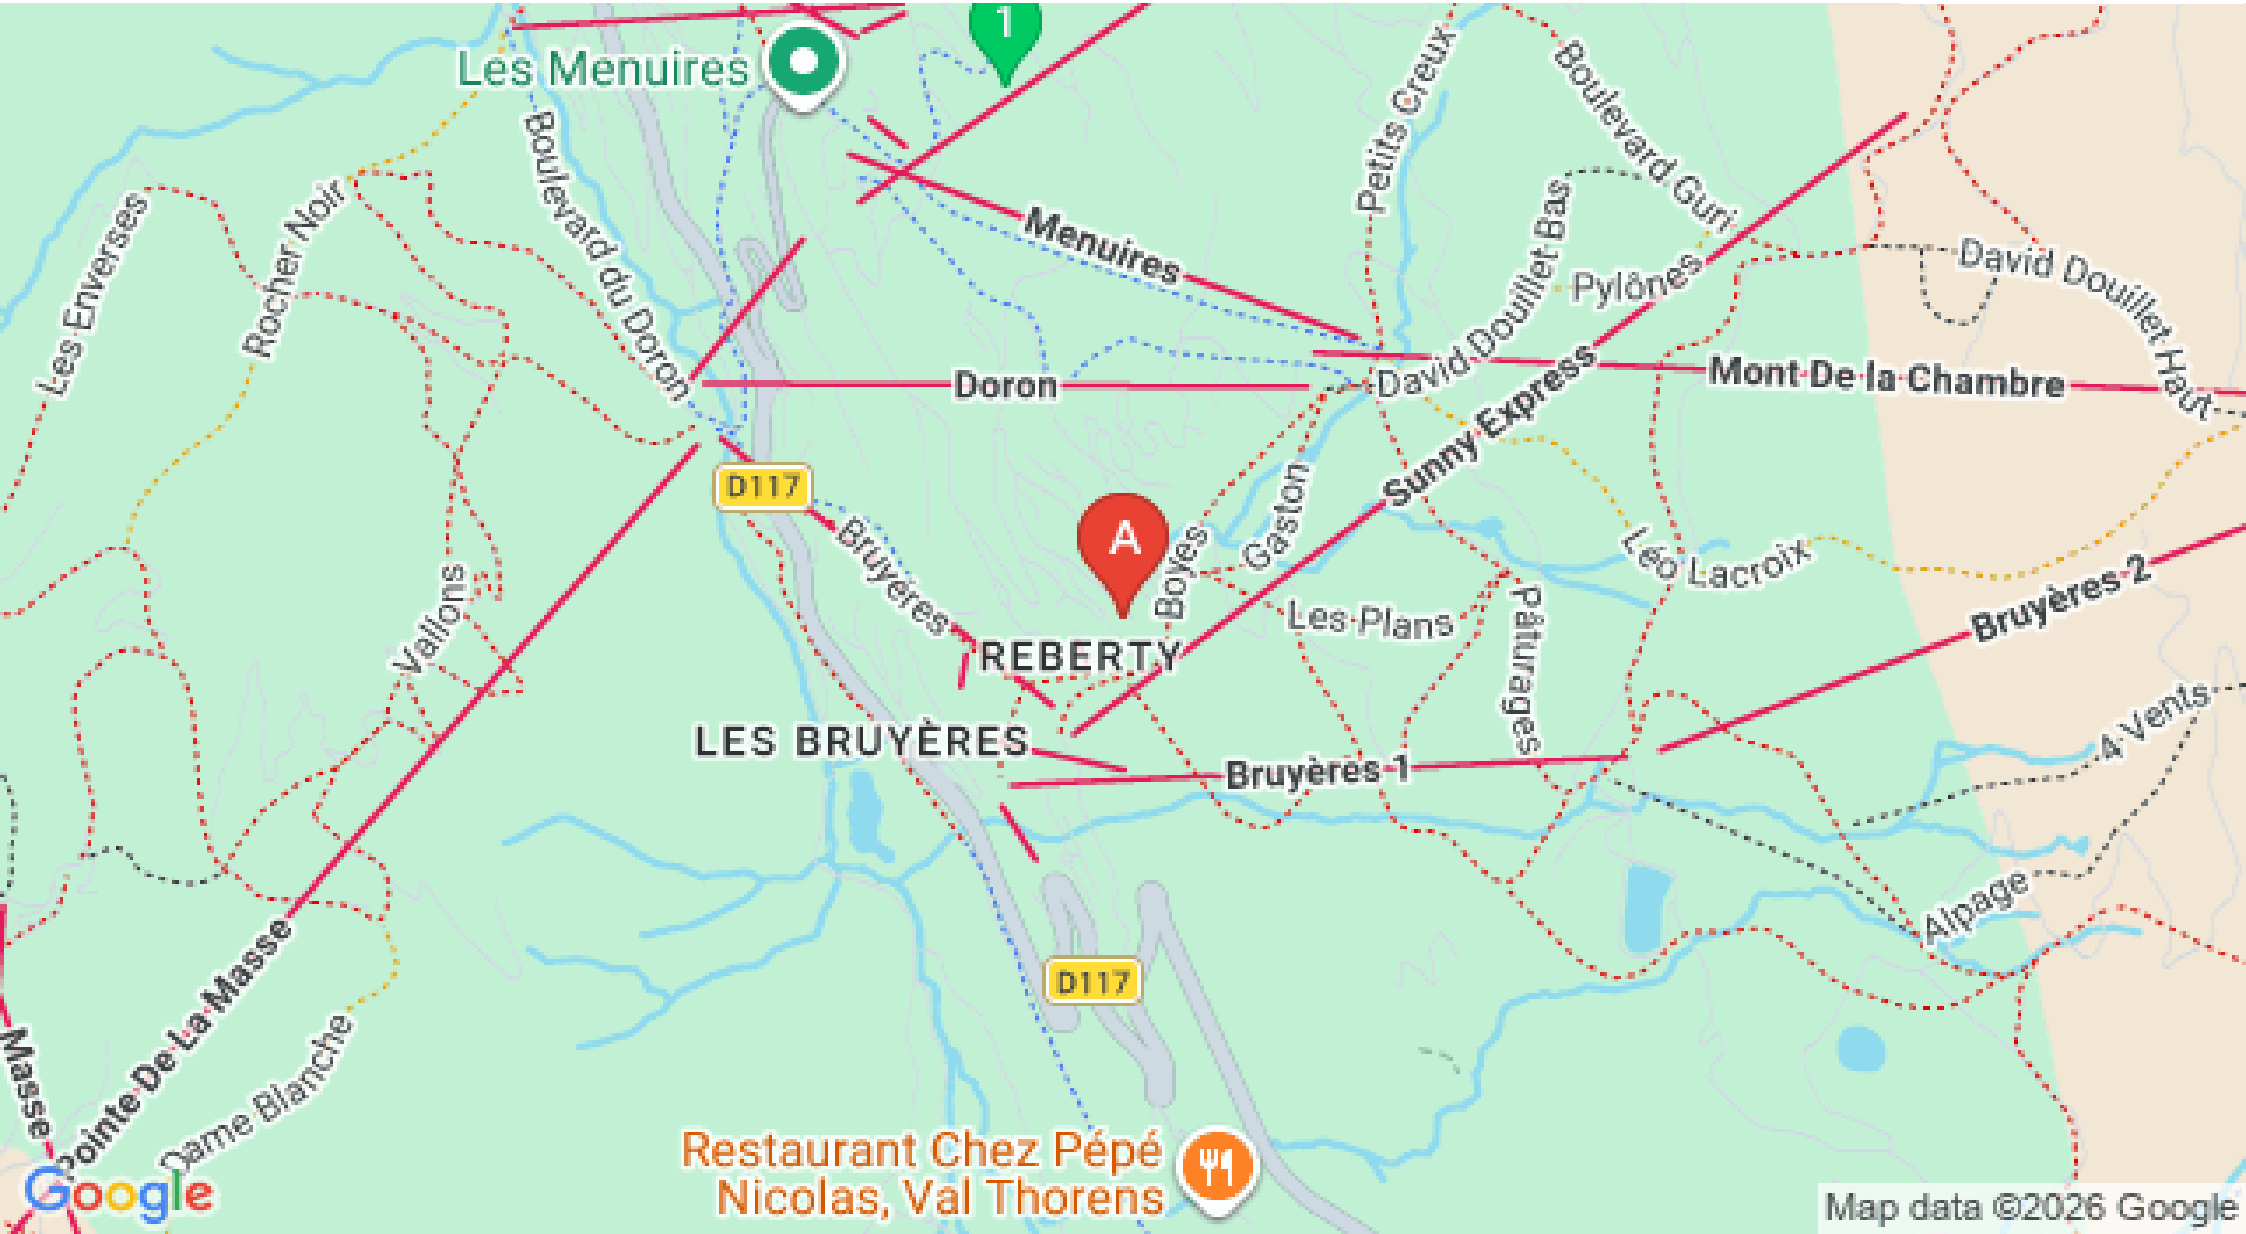 1
Les Menuires
Petits Creux
Boulevard Guri
Boulevard du Doron
Les Enverses
Rocher Noir
Menuires
David Douillet Bas
Pylônes
David Douillet Haut
Doron
Mont De la Chambre
Sunny Express
D117
Bruyères
A
Boyes
Gaston
Léo Lacroix
Les Plans
Pâturages
Bruyères 2
Vallons
REBERTY
LES BRUYÈRES
Bruyères 1
4 Vents
Alpage
D117
Pointe De La Masse
Masse
Dame Blanche
Restaurant Chez Pépé
Nicolas, Val Thorens
Google
Map data ©2026 Google